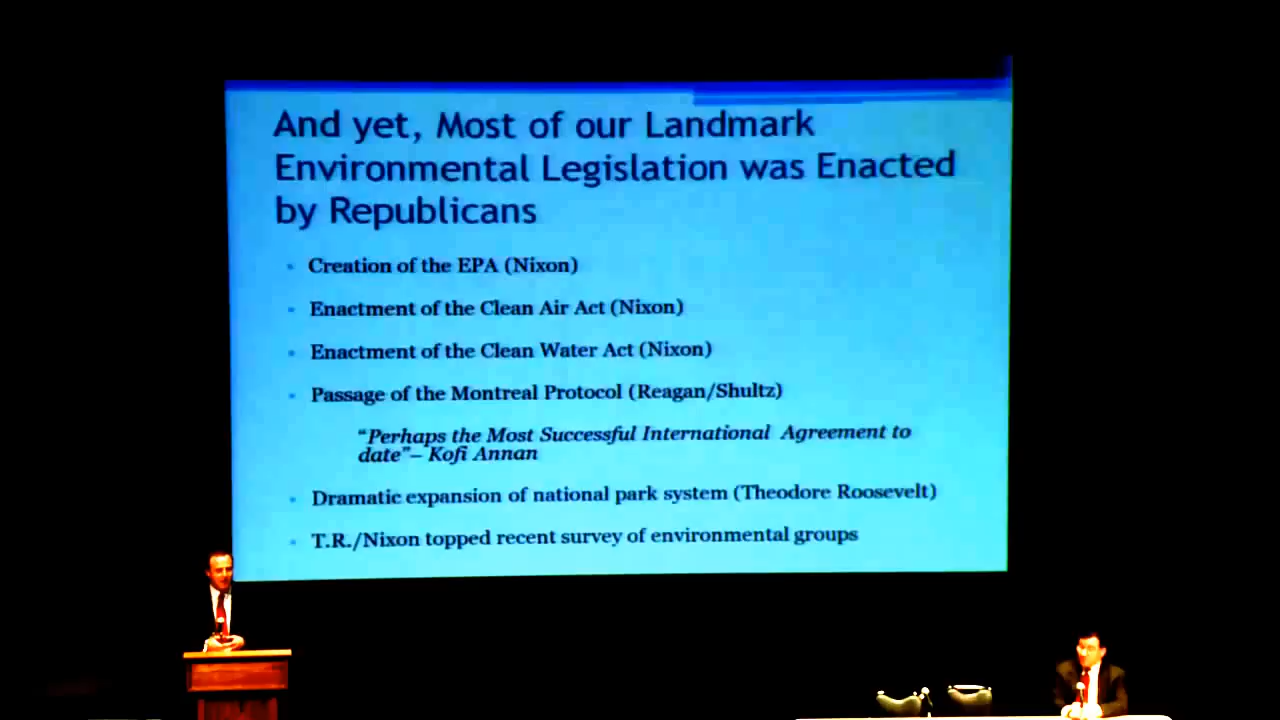 And yet, Most of our Landmark
Environmental Legislation was Enacted
by Republicans
Creation of the EPA (Nixon)
Enactment of the Clean Air Act (Nixon)
Enactment of the Clean Water Act (Nixon)
Passage of the Montreal Protocol (Reagan/Shultz)
“Perhaps the Most Successful International Agreement to
date”– Kofi Annan
Dramatic expansion of national park system (Theodore Roosevelt)
T.R./Nixon topped recent survey of environmental groups